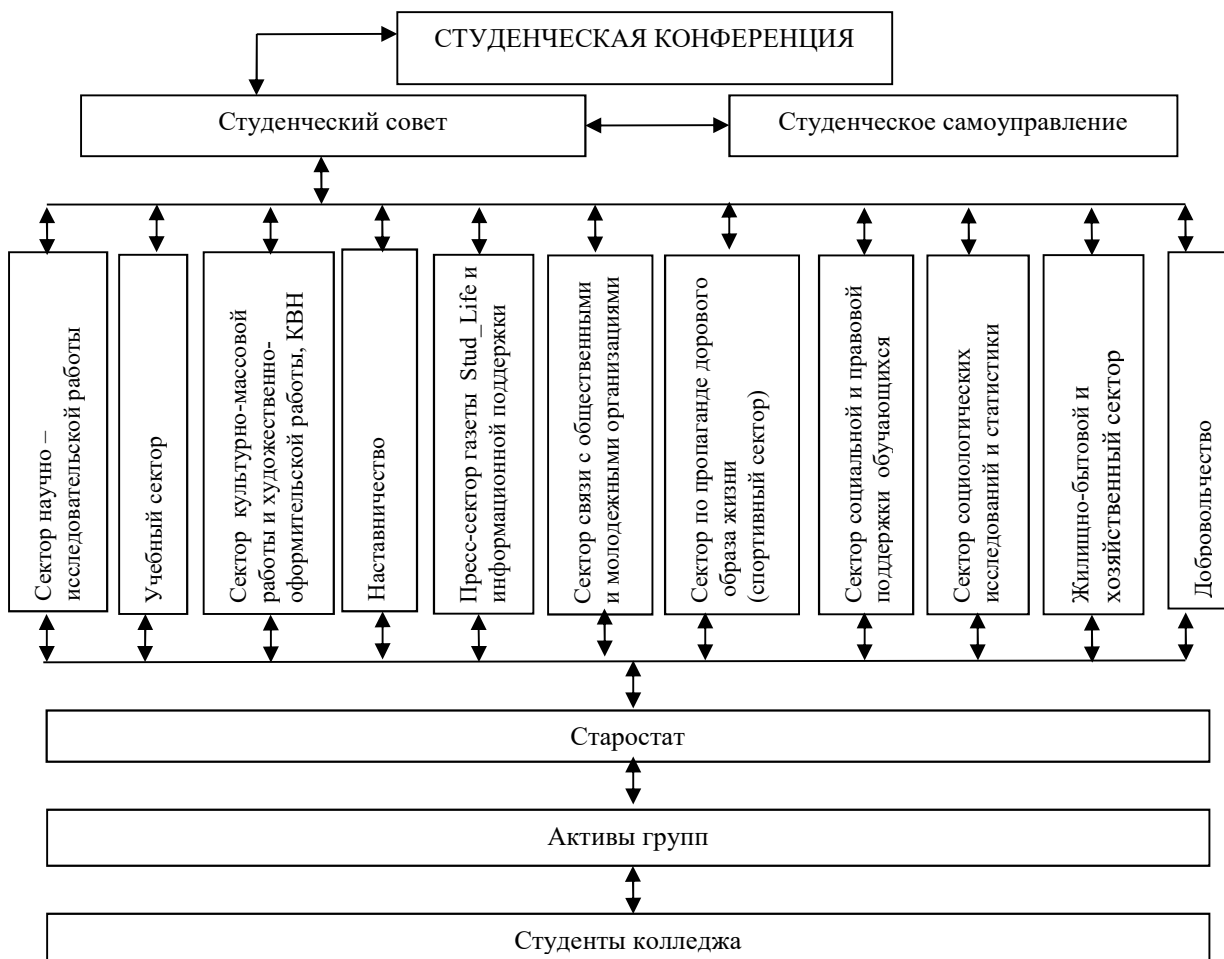 СТУДЕНЧЕСКАЯ КОНФЕРЕНЦИЯ
Студенческий совет
Студенческое самоуправление
Сектор научно –
исследовательской работы
Учебный сектор
Сектор культурно-массовой
работы и художественно-
оформительской работы, КВН
Наставничество
Пресс-сектор газеты Stud_Life и
информационной поддержки
Сектор связи с общественными
и молодежными организациями
Сектор по пропаганде дорового
образа жизни
(спортивный сектор)
Сектор социальной и правовой
поддержки обучающихся
Сектор социологических
исследований и статистики
Жилищно-бытовой и
хозяйственный сектор
Добровольчество
Старостат
Активы групп
Студенты колледжа